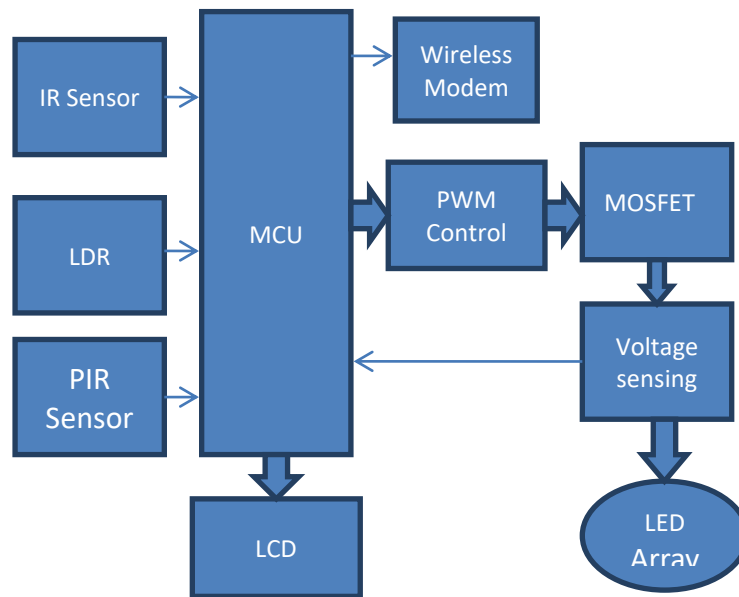 IR Sensor
LDR
PIR
Sensor
MCU
LCD
Wireless
Modem
PWM
Control
MOSFET
Voltage
sensing
LED
Array